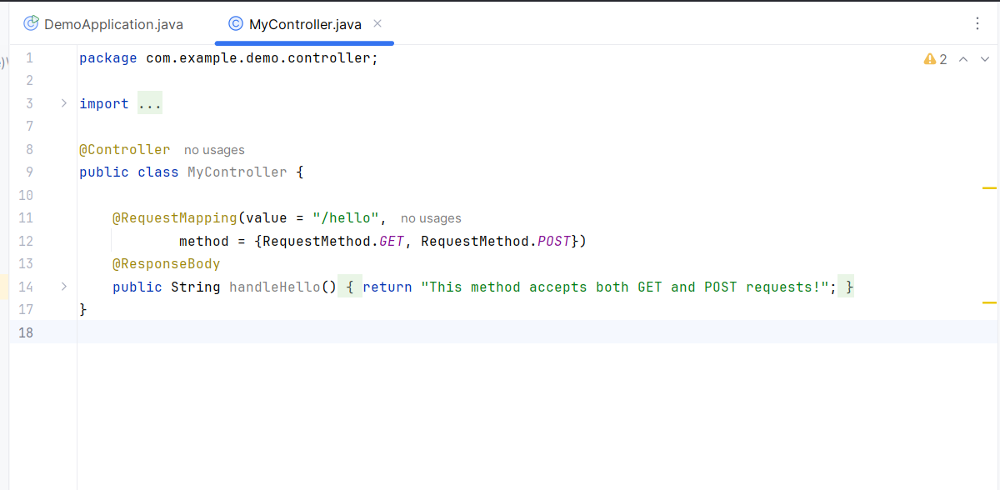 DemoApplication.java MyController.java
1 package com.example.demo.controller; 2
2
3 import ...
7
8 @Controller no usages
9 public class MyController {
10
11 @RequestMapping(value = "/hello", no usages
12 method = {RequestMethod.GET, RequestMethod.POST})
13 @ResponseBody
14 public String handleHello() { return "This method accepts both GET and POST requests!"; }
17 }
18